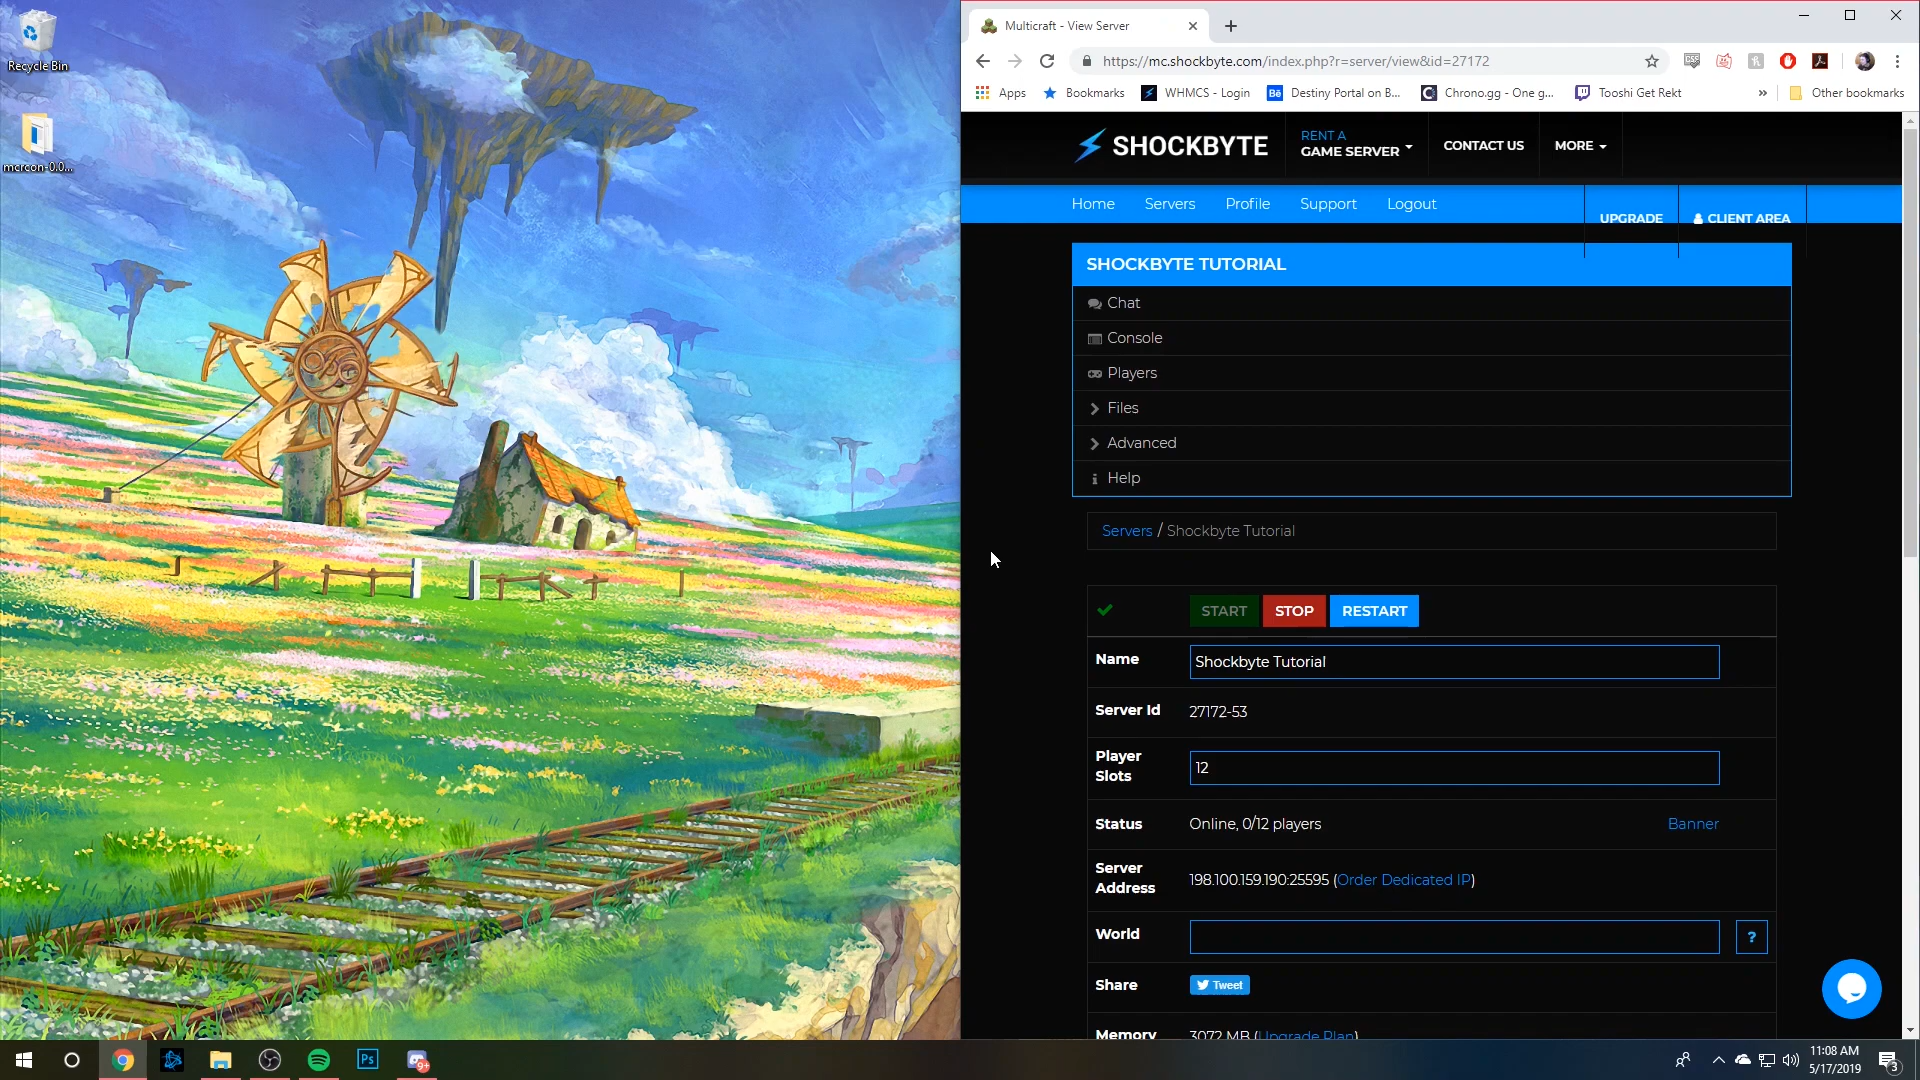 Recycle Bin
mcrcon-0.0...
Multicraft - View Server
https://mc.shockbyte.com/index.php?r=server/view&id=27172
Apps
Bookmarks
WHMCS - Login
Destiny Portal on B...
Chrono.gg - One g...
Tooshi Get Rekt
»
Other bookmarks
SHOCKBYTE
RENT A
GAME SERVER
CONTACT US
MORE
Home
Servers
Profile
Support
Logout
UPGRADE
CLIENT AREA
SHOCKBYTE TUTORIAL
Chat
Console
Players
Files
Advanced
Help
Servers / Shockbyte Tutorial
START
STOP
RESTART
Name
Shockbyte Tutorial
Server Id
27172-53
Player
Slots
12
Status
Online, 0/12 players
Banner
Server
Address
198.100.159.190:25595 (Order Dedicated IP)
World
?
Share
Tweet
Memory
3072 MB (Upgrade Plan)
Ps
9+
11:08 AM
5/17/2019
3